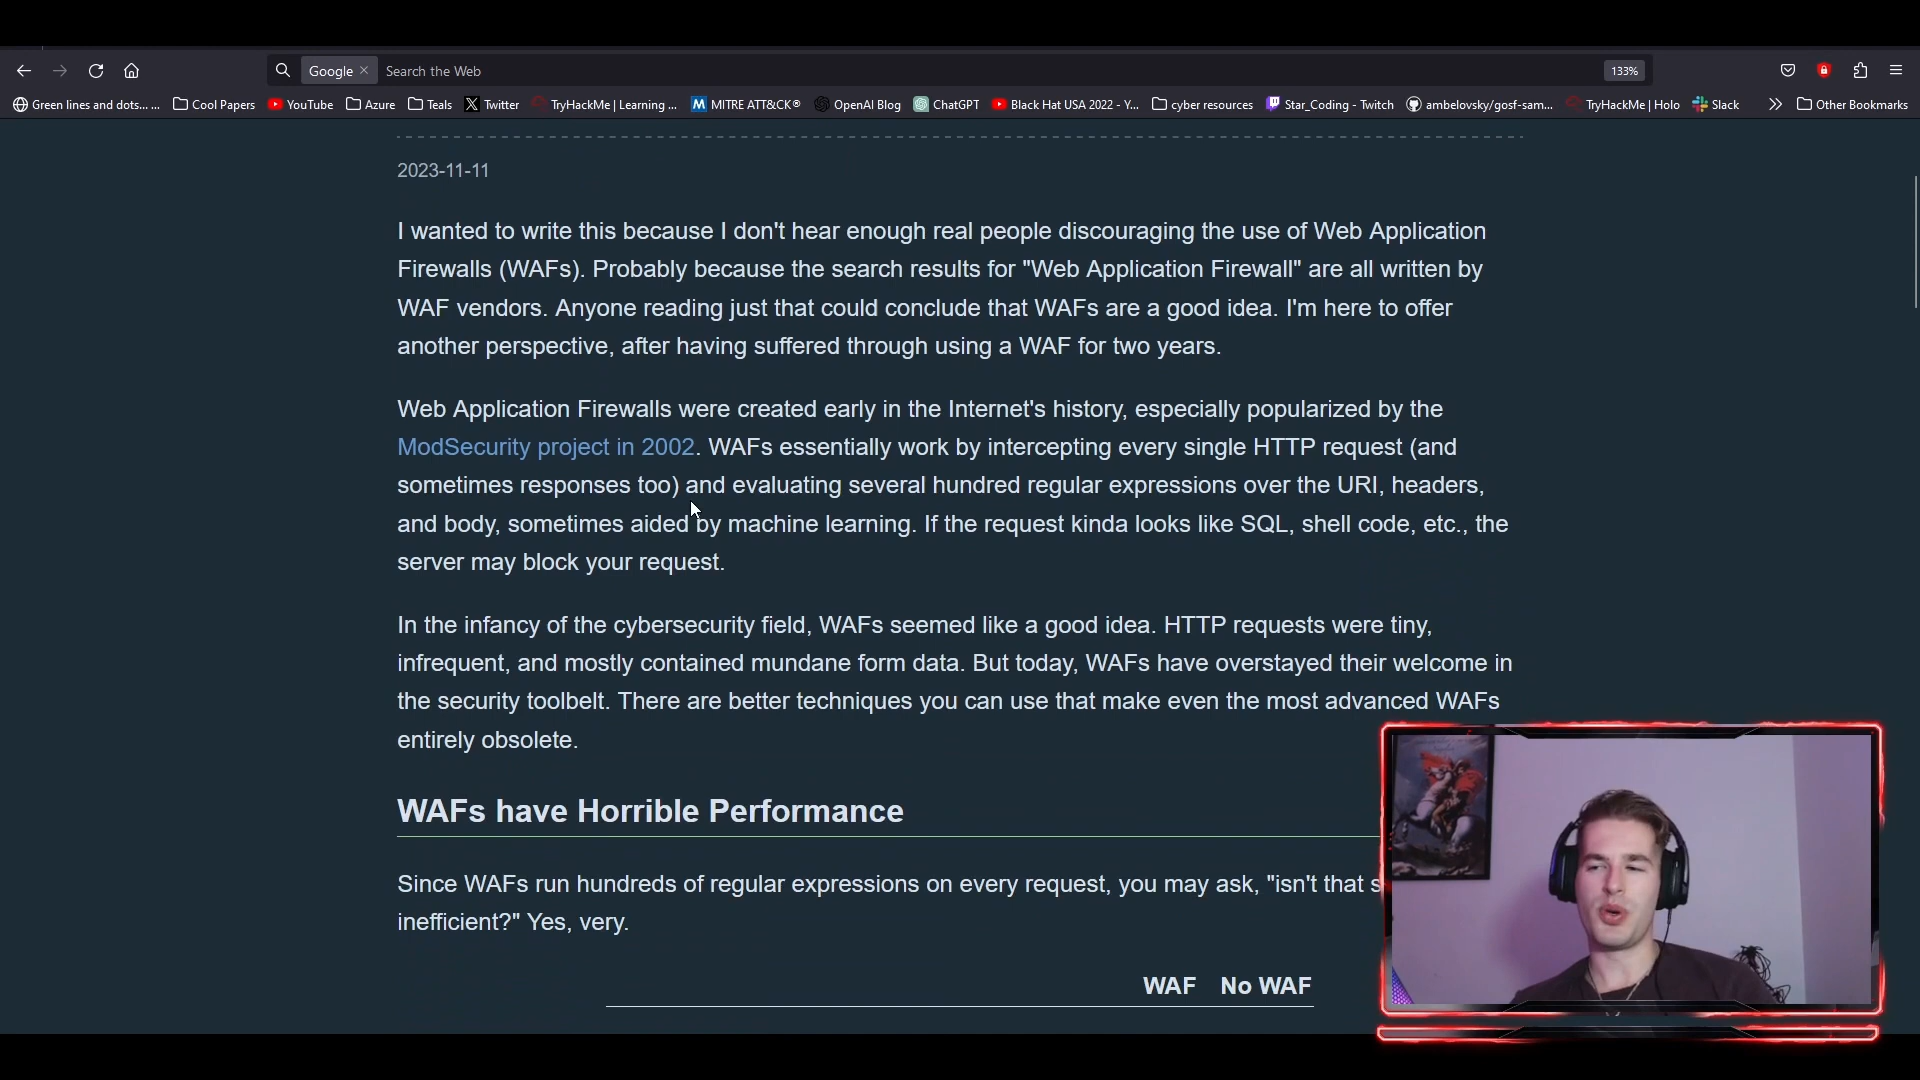 Google
Search the Web
133%
Green lines and dots... ...
Cool Papers
YouTube
Azure
Teals
Twitter
TryHackMe | Learning ...
MITRE ATT&CK®
OpenAI Blog
ChatGPT
Black Hat USA 2022 - Y...
cyber resources
Star_Coding - Twitch
ambelovsky/gosf-sam...
TryHackMe | Holo
Slack
Other Bookmarks
2023-11-11
I wanted to write this because I don't hear enough real people discouraging the use of Web Application
Firewalls (WAFs). Probably because the search results for "Web Application Firewall" are all written by
WAF vendors. Anyone reading just that could conclude that WAFs are a good idea. I'm here to offer
another perspective, after having suffered through using a WAF for two years.
Web Application Firewalls were created early in the Internet's history, especially popularized by the
ModSecurity project in 2002. WAFs essentially work by intercepting every single HTTP request (and
sometimes responses too) and evaluating several hundred regular expressions over the URI, headers,
and body, sometimes aided by machine learning. If the request kinda looks like SQL, shell code, etc., the
server may block your request.
In the infancy of the cybersecurity field, WAFs seemed like a good idea. HTTP requests were tiny,
infrequent, and mostly contained mundane form data. But today, WAFs have overstayed their welcome in
the security toolbelt. There are better techniques you can use that make even the most advanced WAFs
entirely obsolete.
WAFs have Horrible Performance
Since WAFs run hundreds of regular expressions on every request, you may ask, "isn't that s
inefficient?" Yes, very.
WAF No WAF